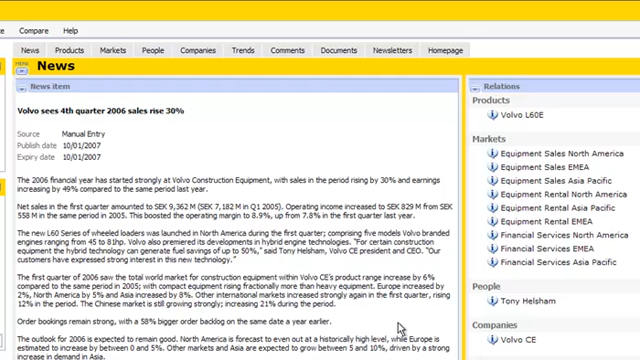 Compare Help
News Products Markets People Companies Trends Comments Documents Newsletters Homepage
MENU
News
News item
Volvo sees 4th quarter 2006 sales rise 30%
Source Manual Entry
Publish date 10/01/2007
Expiry date 10/01/2007
The 2006 financial year has started strongly at Volvo Construction Equipment, with sales in the period rising by 30% and earnings
increasing by 49% compared to the same period last year.
Net sales in the first quarter amounted to SEK 9,362 M (SEK 7,182 M in Q1 2005). Operating income increased to SEK 829 M from SEK
558 M in the same period in 2005. This boosted the operating margin to 8.9%, up from 7.8% in the first quarter last year.
The new L60 Series of wheeled loaders was launched in North America during the first quarter; comprising five models Volvo branded
engines ranging from 45 to 81hp. Volvo also premiered its developments in hybrid engine technologies. "For certain construction
equipment the hybrid technology can generate fuel savings of up to 50%," said Tony Helsham, Volvo CE president and CEO. "Our
customers have expressed strong interest in this new technology."
The first quarter of 2006 saw the total world market for construction equipment within Volvo CE's product range increase by 6%
compared to the same period in 2005, with compact equipment rising fractionally more than heavy equipment. Europe increased by
2%, North America by 5% and Asia increased by 8%. Other international markets increased strongly again in the first quarter, rising
12% in the period. The Chinese market is still growing strongly; increasing 21% during the period.
Order bookings remain strong, with a 58% bigger order backlog on the same date a year earlier.
The outlook for 2006 is expected to remain good. North America is forecast to even out at a historically high level, while Europe is
estimated to increase by between 0 and 5%. Other markets and Asia are expected to grow between 5 and 10%, driven by a strong
increase in demand in Asia.
Relations
Products
Volvo L60E
Markets
Equipment Sales North America
Equipment Sales EMEA
Equipment Sales Asia Pacific
Equipment Rental North America
Equipment Rental Asia Pacific
Equipment Rental EMEA
Financial Services North America
Financial Services EMEA
Financial Services Asia Pacific
People
Tony Helsham
Companies
Volvo CE